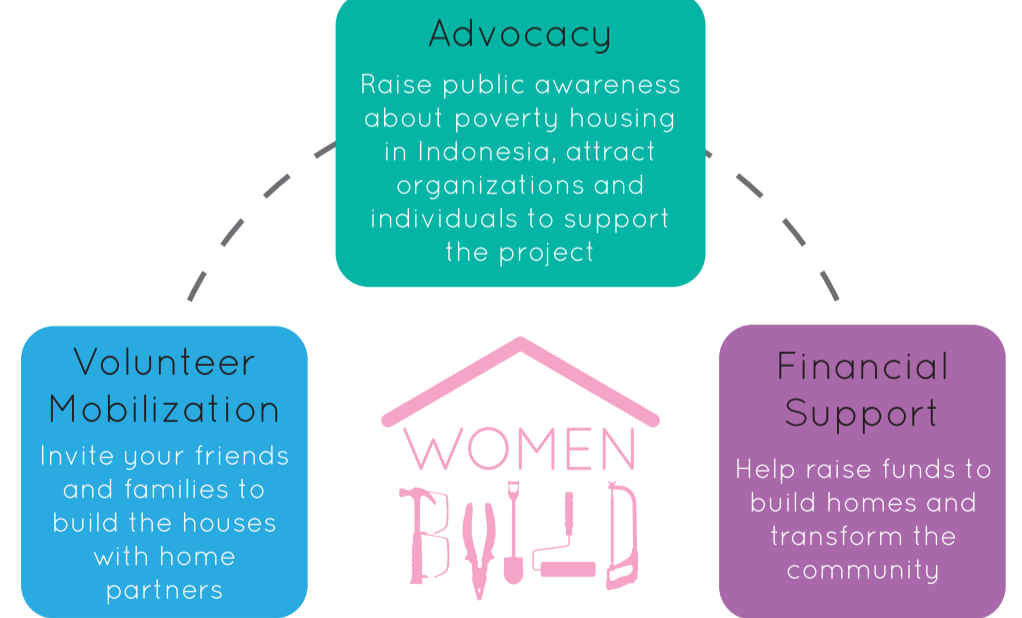 Advocacy
Raise public awareness
about poverty housing
in Indonesia, attract
organizations and
individuals to support
the project
Volunteer
Mobilization
Invite your friends
and families to
build the houses
with home
partners
WOMEN
BUILD
Financial
Support
Help raise funds to
build homes and
transform the
community